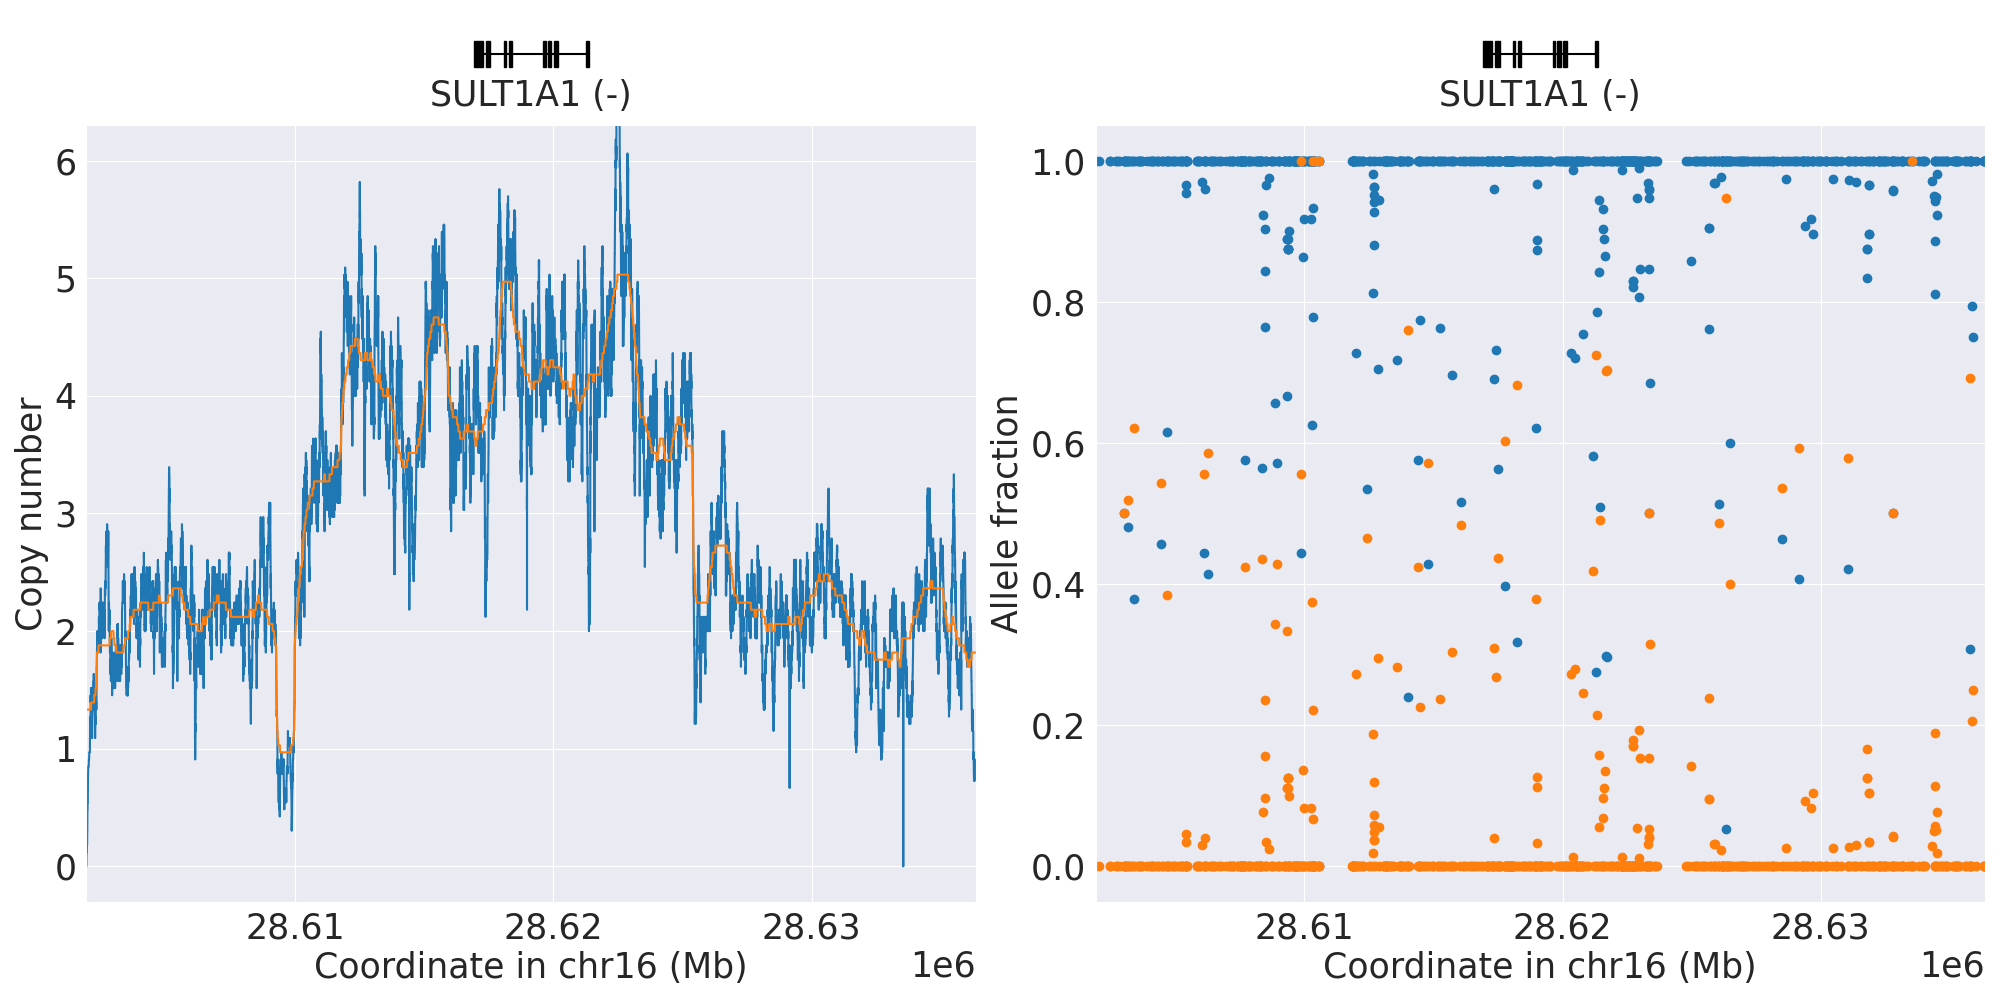 SULT1A1 (-)
Copy number
6
5
4
3
2
1
0
28.61
28.62
28.63
Coordinate in chr16 (Mb)
1e6
SULT1A1 (-)
Allele fraction
1.0
0.8
0.6
0.4
0.2
0.0
28.61
28.62
28.63
Coordinate in chr16 (Mb)
1e6